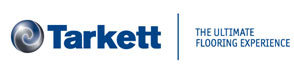 Tarkett
THE ULTIMATE
FLOORING EXPERIENCE